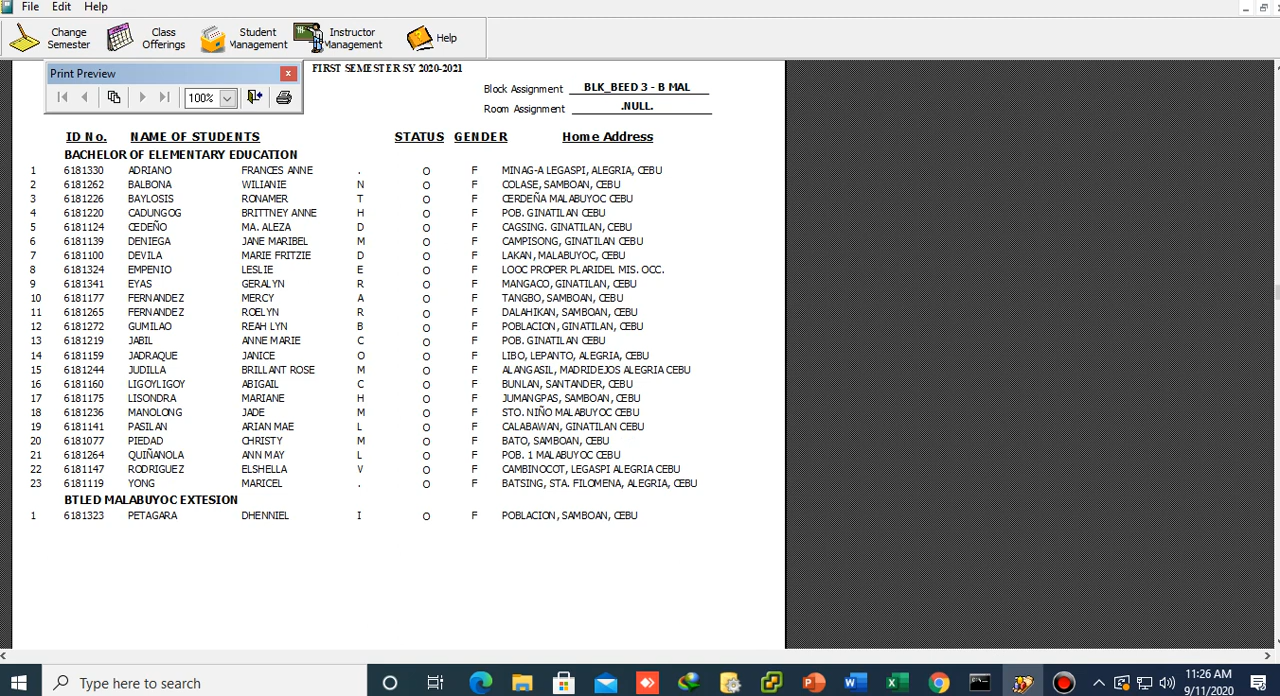 File Edit Help
Change Semester
Class Offerings
Student Management
Instructor Management
Help
Print Preview
100%
FIRST SEMESTER SY 2020-2021
Block Assignment BLK_BEED 3 - B MAL
Room Assignment .NULL.
ID No. NAME OF STUDENTS STATUS GENDER Home Address
BACHELOR OF ELEMENTARY EDUCATION
1 6181330 ADRIANO FRANCES ANNE . O F MINAG-A LEGASPI, ALEGRIA, CEBU
2 6181262 BALBONA WILIANIE N O F COLASE, SAMBOAN, CEBU
3 6181226 BAYLOSIS RONAMER T O F CERDEÑA MALABUYOC CEBU
4 6181220 CADUNGOG BRITTNEY ANNE H O F POB. GINATILAN CEBU
5 6181124 CEDEÑO MA. ALEZA D O F CAGSING. GINATILAN, CEBU
6 6181139 DENIEGA JANE MARIBEL M O F CAMPISONG, GINATILAN CEBU
7 6181100 DEVILA MARIE FRITZIE D O F LAKAN, MALABUYOC, CEBU
8 6181324 EMPENIO LESLIE E O F LOOC PROPER PLARIDEL MIS. OCC.
9 6181341 EYAS GERALYN R O F MANGACO, GINATILAN, CEBU
10 6181177 FERNANDEZ MERCY A O F TANGBO, SAMBOAN, CEBU
11 6181265 FERNANDEZ ROELYN R O F DALAHIKAN, SAMBOAN, CEBU
12 6181272 GUMILAO REAH LYN B O F POBLACION, GINATILAN, CEBU
13 6181219 JABIL ANNE MARIE C O F POB. GINATILAN CEBU
14 6181159 JADRAQUE JANICE O O F LIBO, LEPANTO, ALEGRIA, CEBU
15 6181244 JUDILLA BRILLANT ROSE M O F ALANGASIL, MADRIDEJOS ALEGRIA CEBU
16 6181160 LIGOYLIGOY ABIGAIL C O F BUNLAN, SANTANDER, CEBU
17 6181175 LISONDRA MARIANE H O F JUMANGPAS, SAMBOAN, CEBU
18 6181236 MANOLONG JADE M O F STO. NIÑO MALABUYOC CEBU
19 6181141 PASILAN ARIAN MAE L O F CALABAWAN, GINATILAN CEBU
20 6181077 PIEDAD CHRISTY M O F BATO, SAMBOAN, CEBU
21 6181264 QUIÑANOLA ANN MAY L O F POB. 1 MALABUYOC CEBU
22 6181147 RODRIGUEZ ELSHELLA V O F CAMBINOCOT, LEGASPI ALEGRIA CEBU
23 6181119 YONG MARICEL . O F BATSING, STA. FILOMENA, ALEGRIA, CEBU
BTLED MALABUYOC EXTESION
1 6181323 PETAGARA DHENNIEL I O F POBLACION, SAMBOAN, CEBU
Type here to search
11:26 AM
9/11/2020